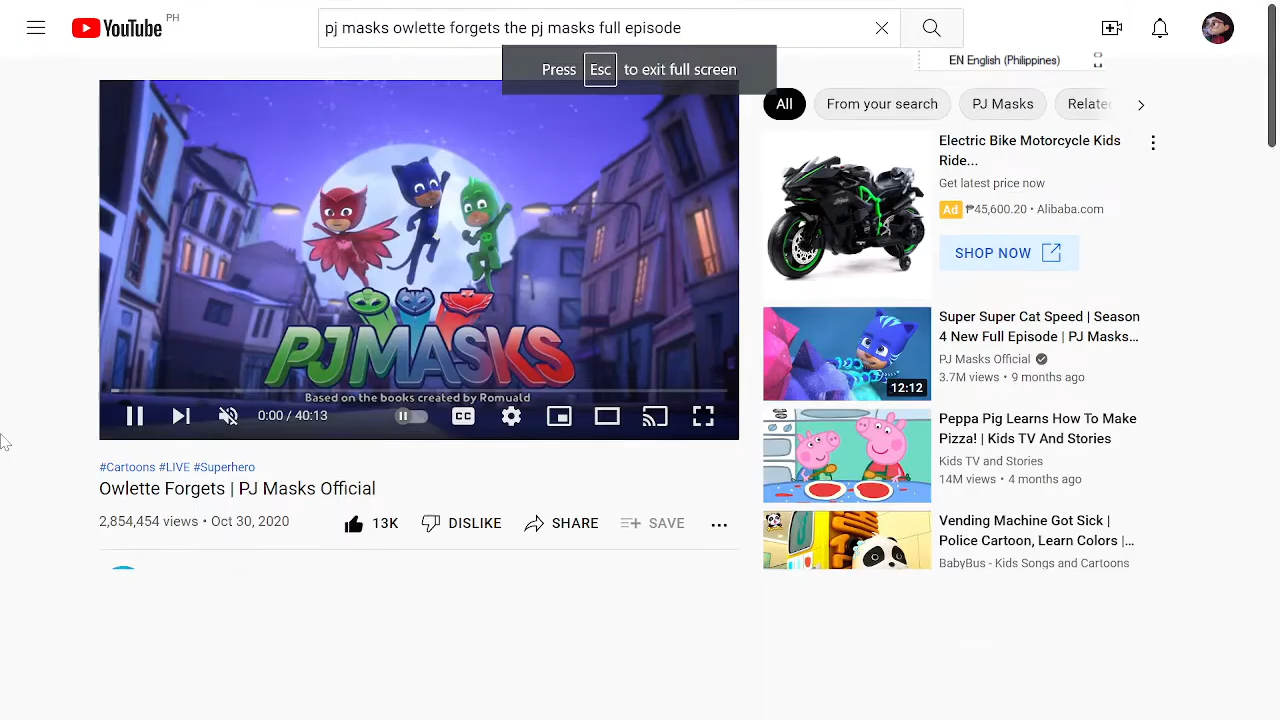 YouTube PH
pj masks owlette forgets the pj masks full episode
Press Esc to exit full screen
EN English (Philippines)
All
From your search
PJ Masks
Relate
PJ MASKS
Based on the books created by Romuald
0:00 / 40:13
CC
#Cartoons #LIVE #Superhero
Owlette Forgets | PJ Masks Official
2,854,454 views • Oct 30, 2020
13K
DISLIKE
SHARE
SAVE
Electric Bike Motorcycle Kids
Ride...
Get latest price now
Ad ₱45,600.20 • Alibaba.com
SHOP NOW
12:12
Super Super Cat Speed | Season
4 New Full Episode | PJ Masks...
PJ Masks Official
3.7M views • 9 months ago
Peppa Pig Learns How To Make
Pizza! | Kids TV And Stories
Kids TV and Stories
14M views • 4 months ago
Vending Machine Got Sick |
Police Cartoon, Learn Colors |...
BabyBus - Kids Songs and Cartoons